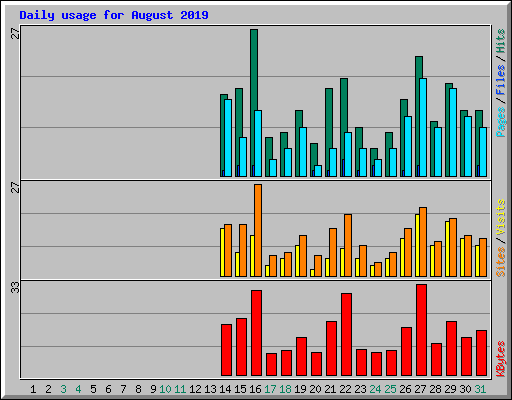 Daily usage for August 2019
27
Pages / Files / Hits
27
Sites / Visits
33
KBytes
1 2 3 4 5 6 7 8 9 10 11 12 13 14 15 16 17 18 19 20 21 22 23 24 25 26 27 28 29 30 31